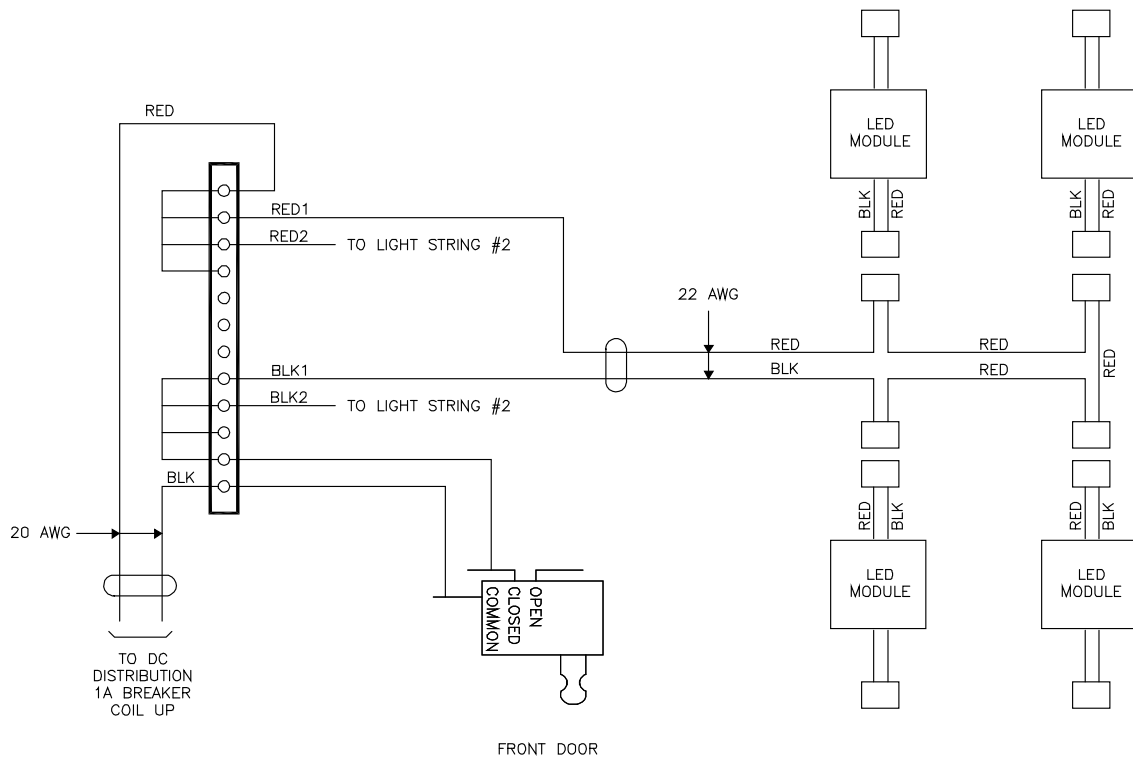 RED
LED
MODULE
LED
MODULE
BLK
RED
BLK
RED
RED1
RED2
TO LIGHT STRING #2
22 AWG
RED
RED
RED
BLK
RED
BLK1
BLK2
TO LIGHT STRING #2
BLK
20 AWG
RED
BLK
RED
BLK
LED
MODULE
LED
MODULE
OPEN
CLOSED
COMMON
TO DC
DISTRIBUTION
1A BREAKER
COIL UP
FRONT DOOR